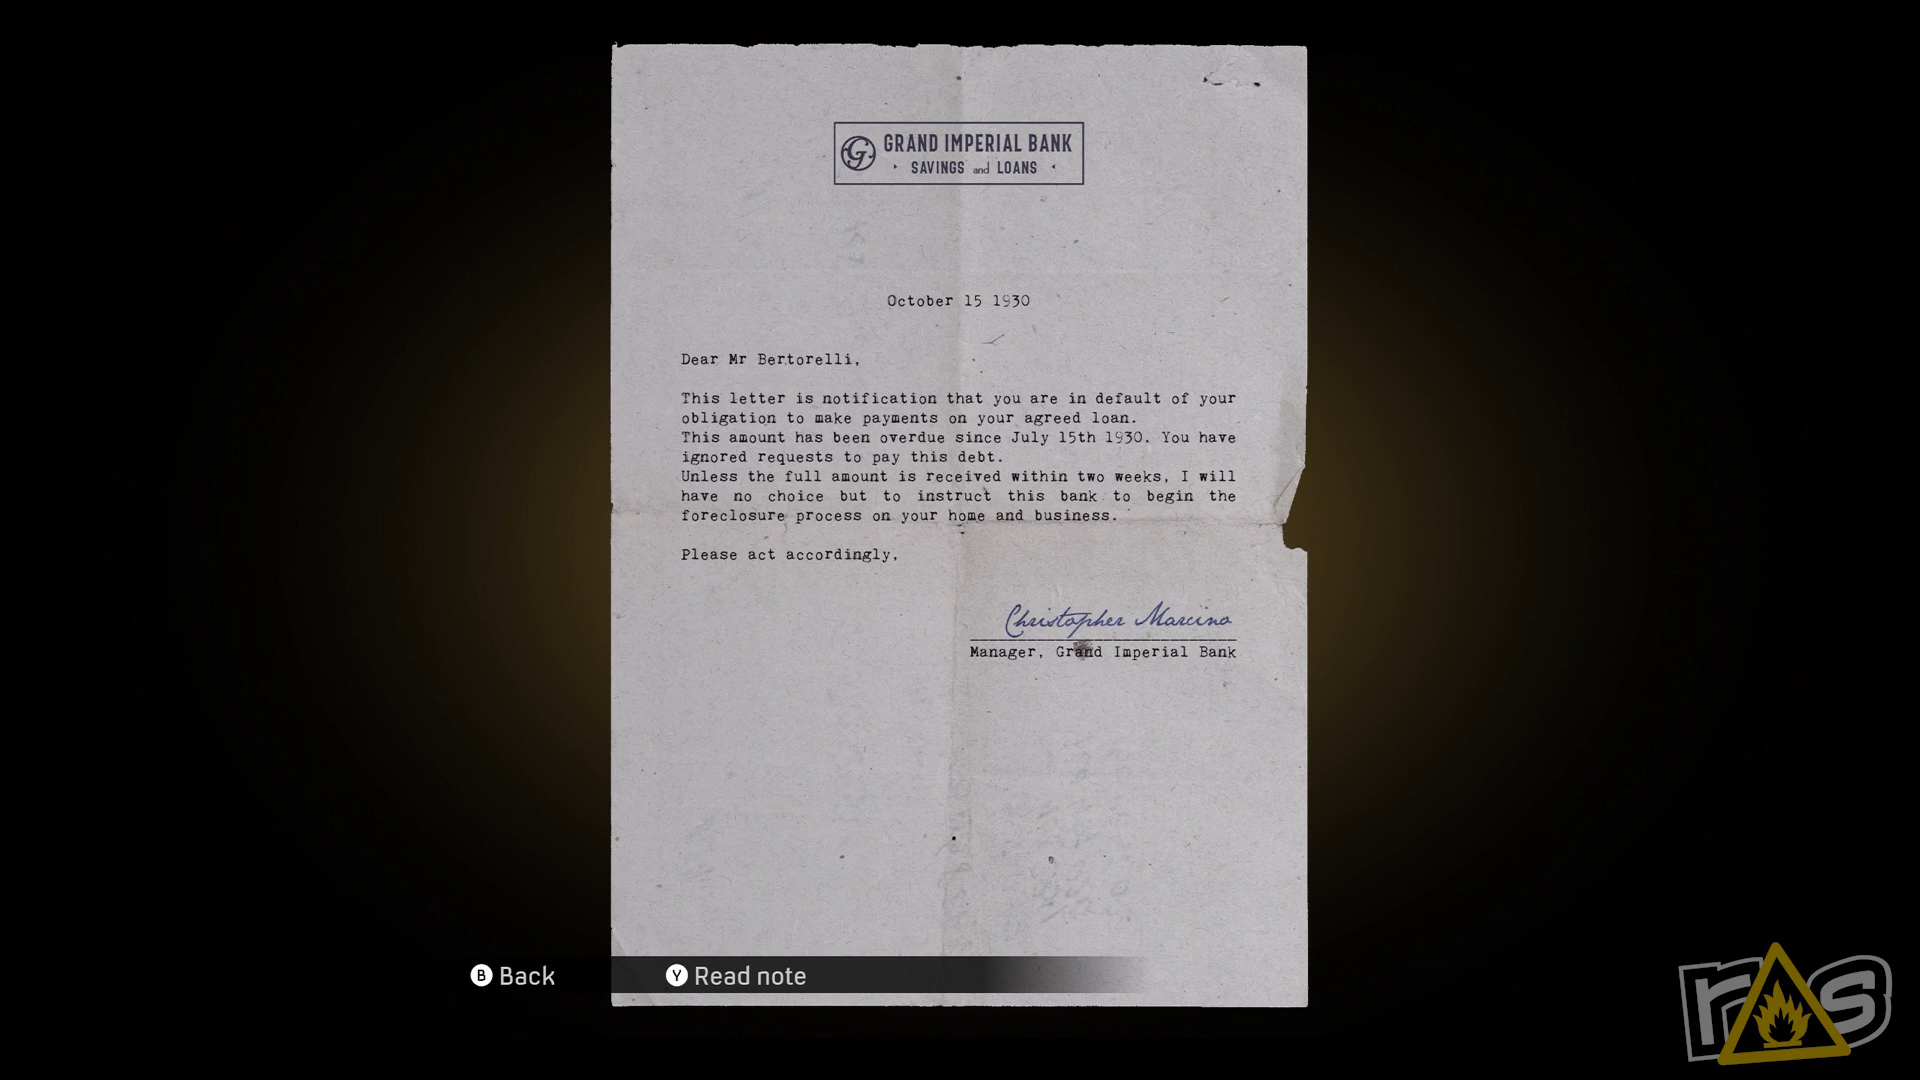 GRAND IMPERIAL BANK
SAVINGS and LOANS
October 15 1930
Dear Mr Bertorelli,
This letter is notification that you are in default of your
obligation to make payments on your agreed loan.
This amount has been overdue since July 15th 1930. You have
ignored requests to pay this debt.
Unless the full amount is received within two weeks, I will
have no choice but to instruct this bank to begin the
foreclosure process on your home and business.
Please act accordingly,
Christopher Marcino
Manager, Grand Imperial Bank
B Back
Y Read note